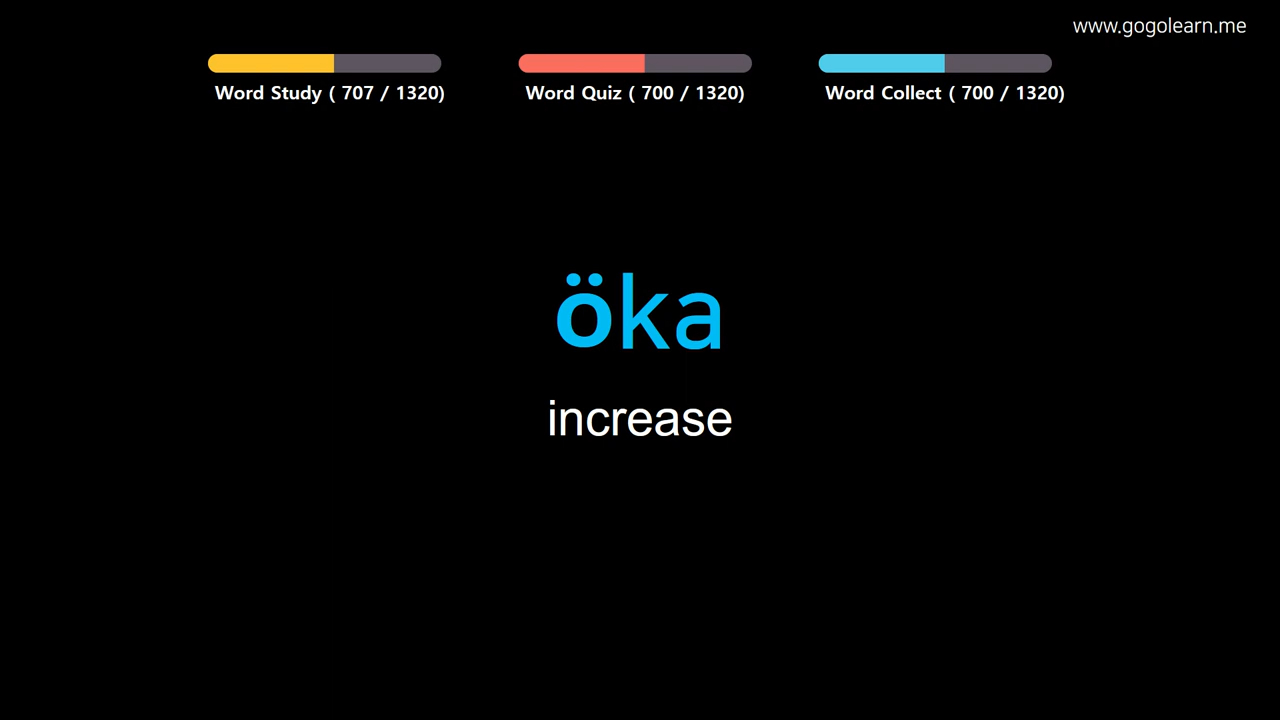 www.gogolearn.me
Word Study ( 707 / 1320)
Word Quiz ( 700 / 1320)
Word Collect ( 700 / 1320)
öka
increase